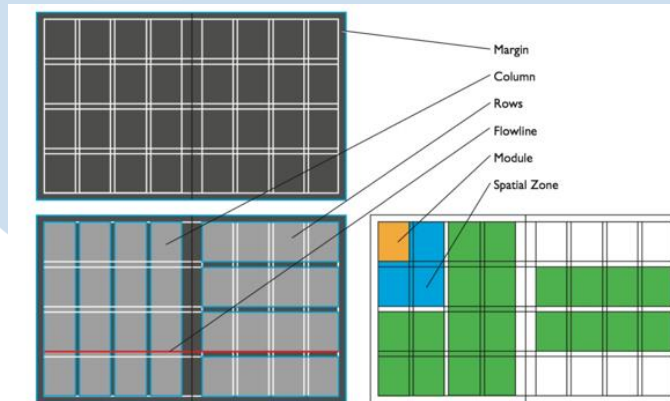 Margin
Column
Rows
Flowline
Module
Spatial Zone